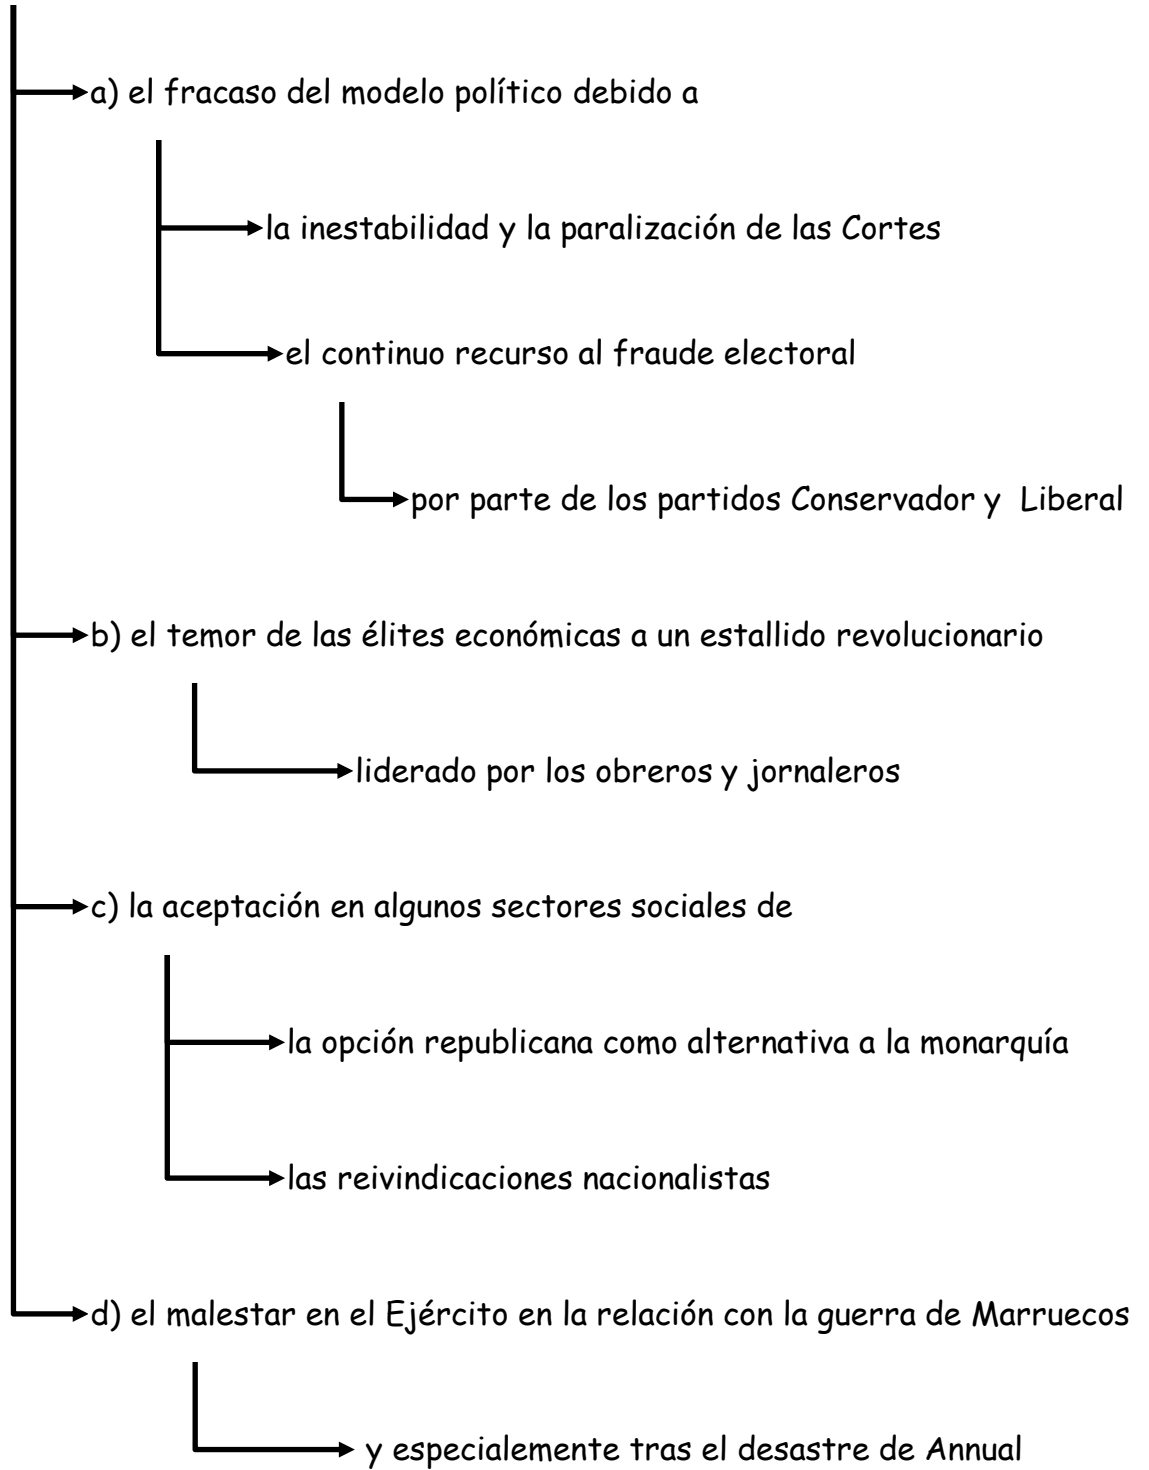 a) el fracaso del modelo político debido a
la inestabilidad y la paralización de las Cortes
el continuo recurso al fraude electoral
por parte de los partidos Conservador y Liberal
b) el temor de las élites económicas a un estallido revolucionario
liderado por los obreros y jornaleros
c) la aceptación en algunos sectores sociales de
la opción republicana como alternativa a la monarquía
las reivindicaciones nacionalistas
d) el malestar en el Ejército en la relación con la guerra de Marruecos
y especialemente tras el desastre de Annual